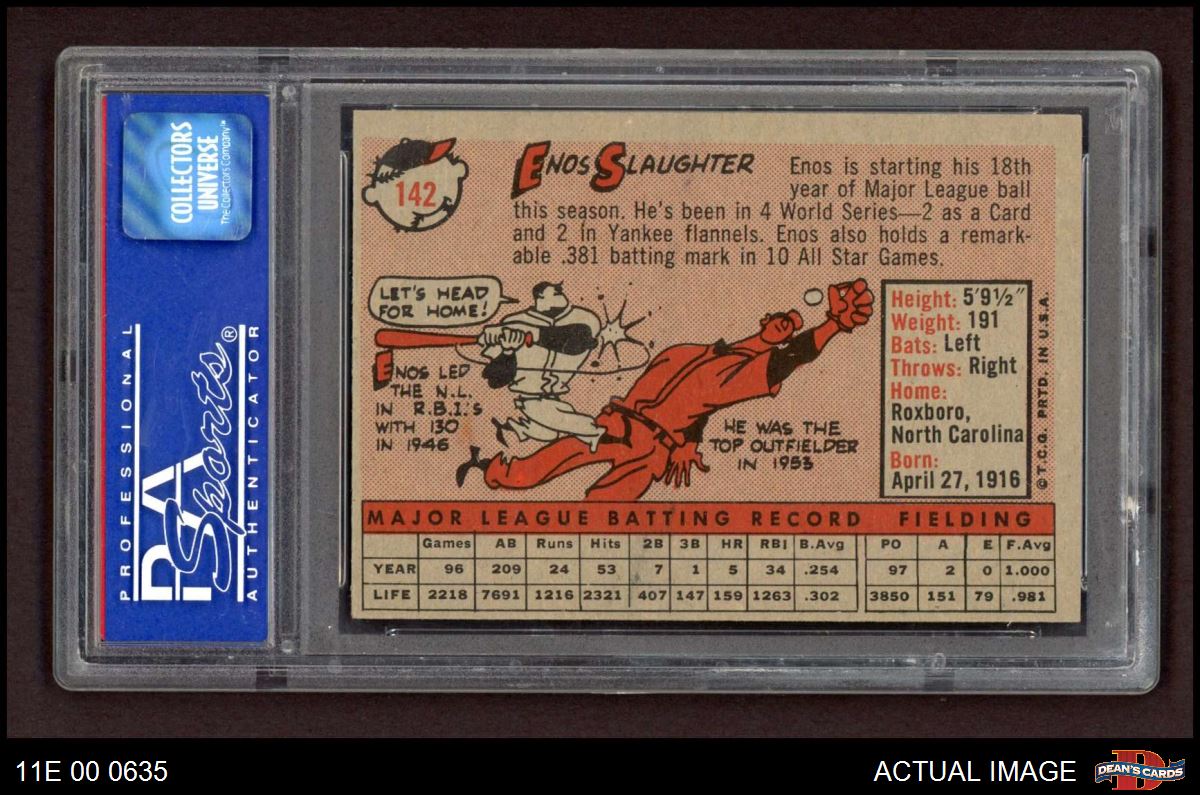 COLLECTORS
UNIVERSE
The Collectors Company™
PROFESSIONAL
PSA
Sports®
AUTHENTICATOR
142
ENOS SLAUGHTER
Enos is starting his 18th
year of Major League ball
this season. He's been in 4 World Series—2 as a Card
and 2 in Yankee flannels. Enos also holds a remark-
able .381 batting mark in 10 All Star Games.
LET'S HEAD
FOR HOME!
ENOS LED
THE N.L.
IN R.B.I.'S
WITH 130
IN 1946
HE WAS THE
TOP OUTFIELDER
IN 1953
Height: 5'9½"
Weight: 191
Bats: Left
Throws: Right
Home:
Roxboro,
North Carolina
Born:
April 27, 1916
©T.C.G. PRTD. IN U.S.A.
MAJOR LEAGUE BATTING RECORD FIELDING
Games AB Runs Hits 2B 3B HR RBI B.Avg PO A E F.Avg
YEAR 96 209 24 53 7 1 5 34 .254 97 2 0 1.000
LIFE 2218 7691 1216 2321 407 147 159 1263 .302 3850 151 79 .981
11E 00 0635
ACTUAL IMAGE
DEAN'S CARDS